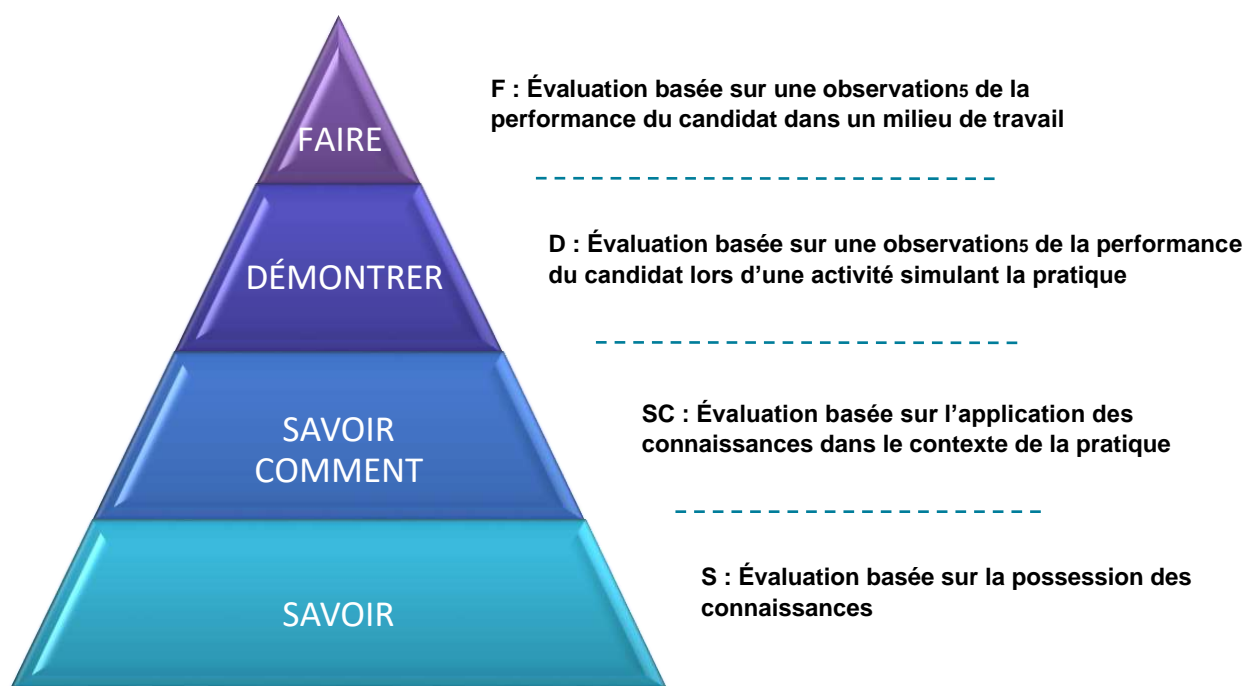 F : Évaluation basée sur une observation5 de la
performance du candidat dans un milieu de travail
FAIRE
D : Évaluation basée sur une observation5 de la performance
du candidat lors d’une activité simulant la pratique
DÉMONTRER
SC : Évaluation basée sur l’application des
connaissances dans le contexte de la pratique
SAVOIR
COMMENT
S : Évaluation basée sur la possession des
connaissances
SAVOIR